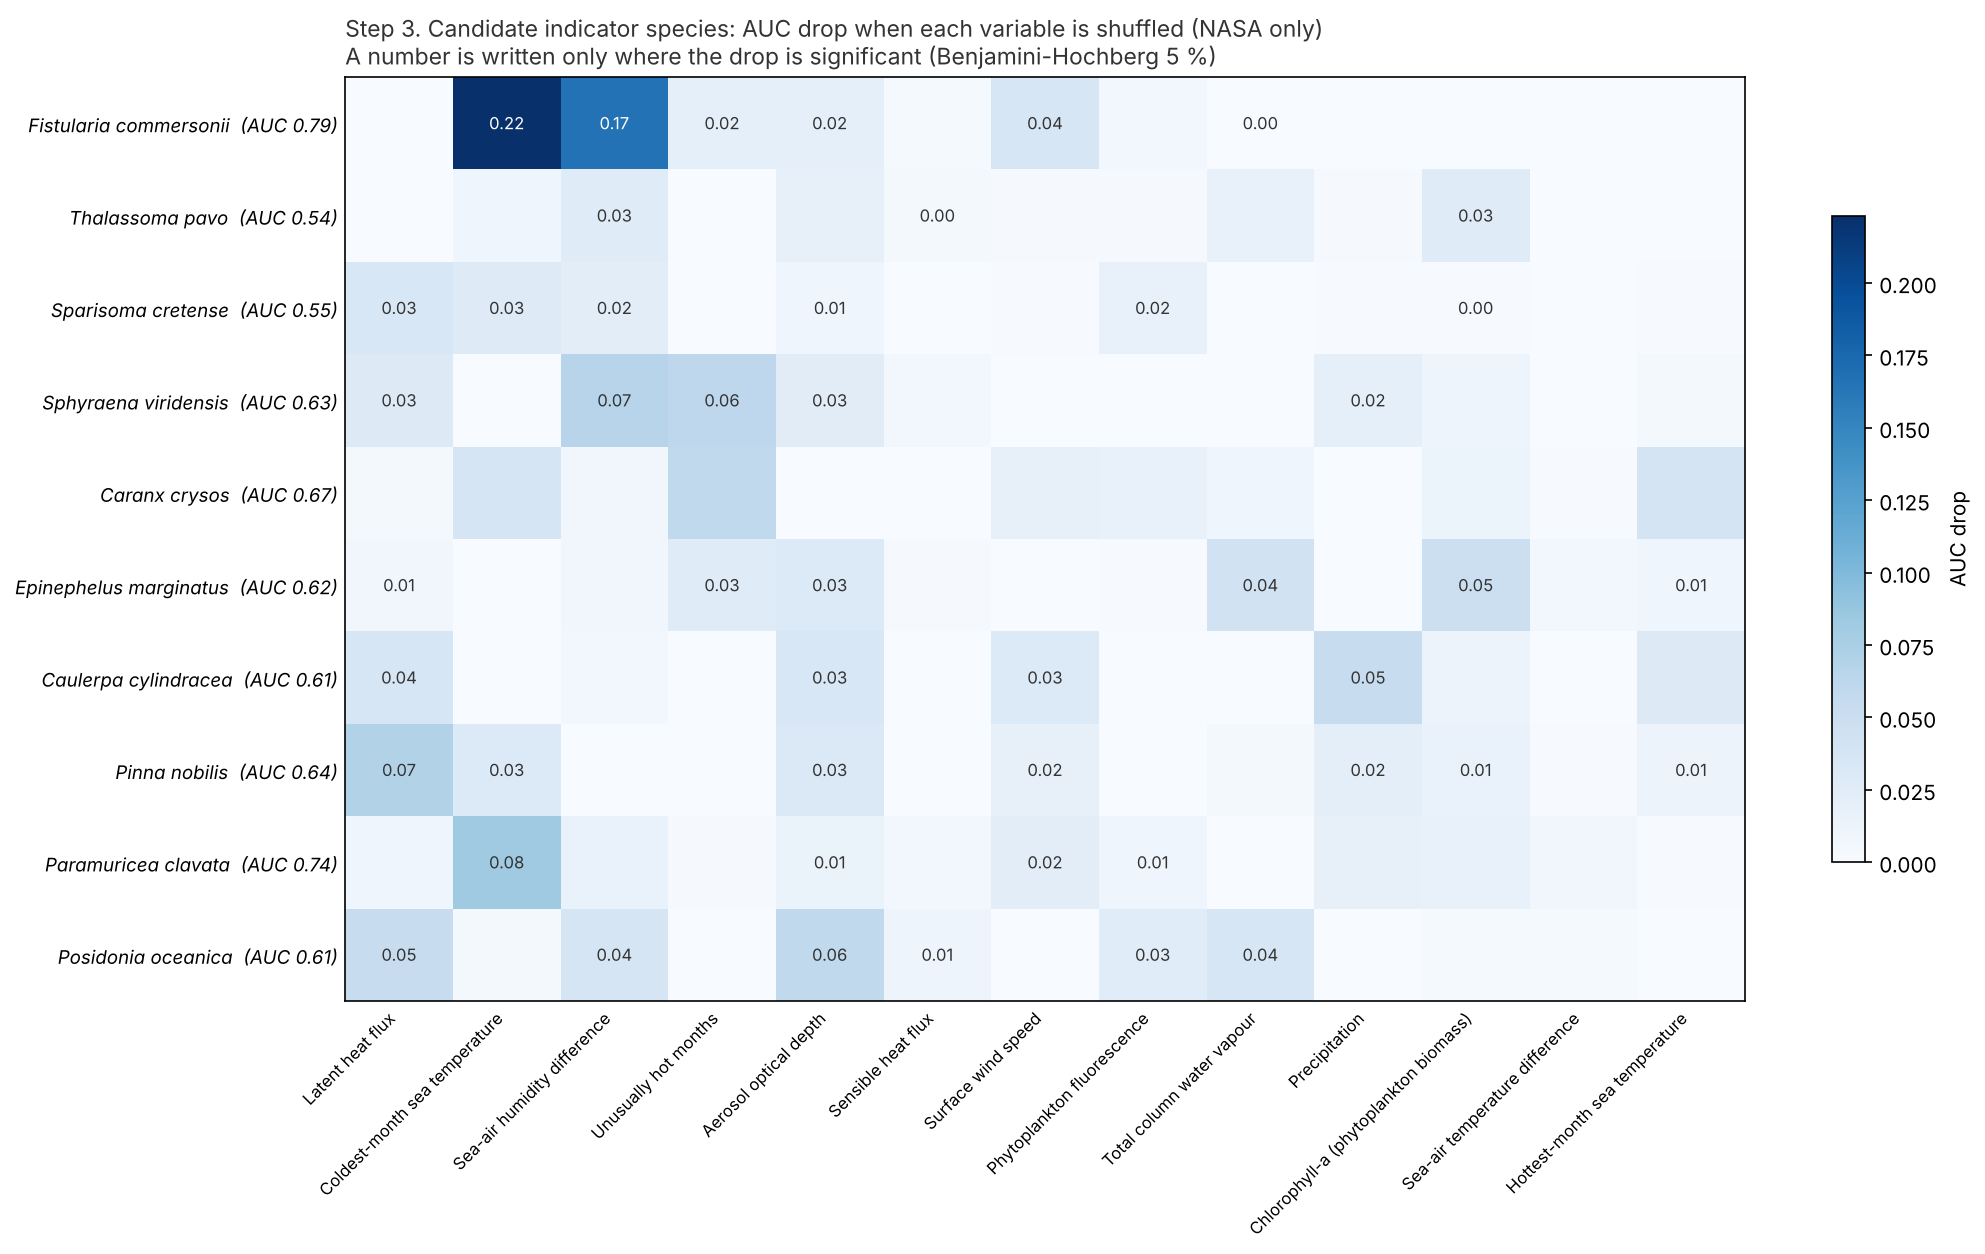 Step 3. Candidate indicator species: AUC drop when each variable is shuffled (NASA only)
A number is written only where the drop is significant (Benjamini-Hochberg 5 %)
Fistularia commersonii (AUC 0.79) 0.22 0.17 0.02 0.02 0.04 0.00
Thalassoma pavo (AUC 0.54) 0.03 0.00 0.03
Sparisoma cretense (AUC 0.55) 0.03 0.03 0.02 0.01 0.02 0.00
Sphyraena viridensis (AUC 0.63) 0.03 0.07 0.06 0.03 0.02
Caranx crysos (AUC 0.67)
Epinephelus marginatus (AUC 0.62) 0.01 0.03 0.03 0.04 0.05 0.01
Caulerpa cylindracea (AUC 0.61) 0.04 0.03 0.03 0.05
Pinna nobilis (AUC 0.64) 0.07 0.03 0.03 0.02 0.02 0.01 0.01
Paramuricea clavata (AUC 0.74) 0.08 0.01 0.02 0.01
Posidonia oceanica (AUC 0.61) 0.05 0.04 0.06 0.01 0.03 0.04
Latent heat flux
Coldest-month sea temperature
Sea-air humidity difference
Unusually hot months
Aerosol optical depth
Sensible heat flux
Surface wind speed
Phytoplankton fluorescence
Total column water vapour
Precipitation
Chlorophyll-a (phytoplankton biomass)
Sea-air temperature difference
Hottest-month sea temperature
0.200
0.175
0.150
0.125
0.100
0.075
0.050
0.025
0.000
AUC drop